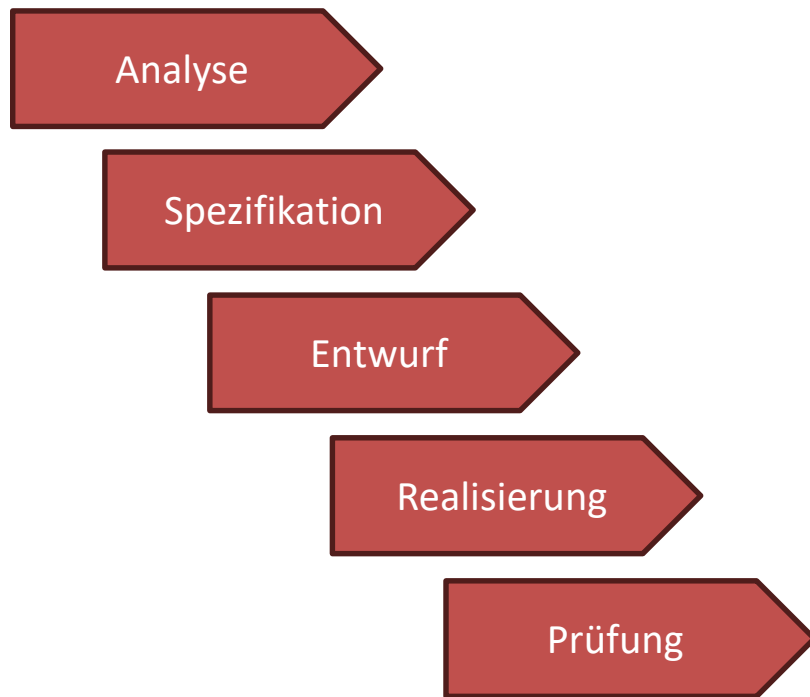 Analyse
Spezifikation
Entwurf
Realisierung
Prüfung